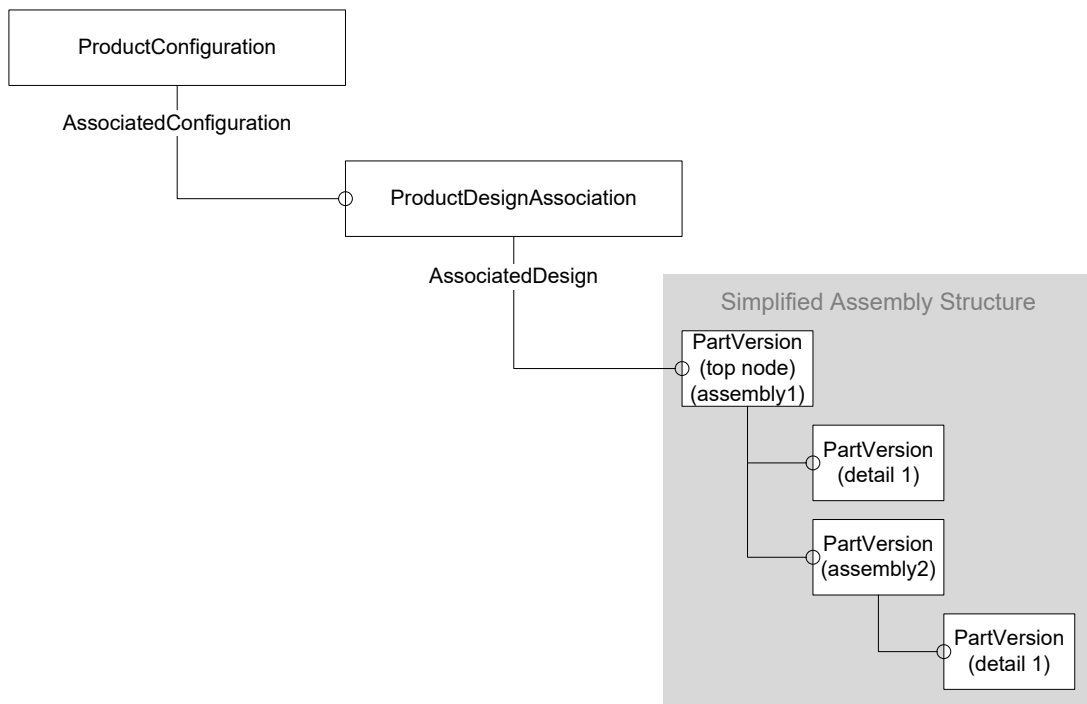 ProductConfiguration
AssociatedConfiguration
ProductDesignAssociation
AssociatedDesign
Simplified Assembly Structure
PartVersion
(top node)
(assembly1)
PartVersion
(detail 1)
PartVersion
(assembly2)
PartVersion
(detail 1)